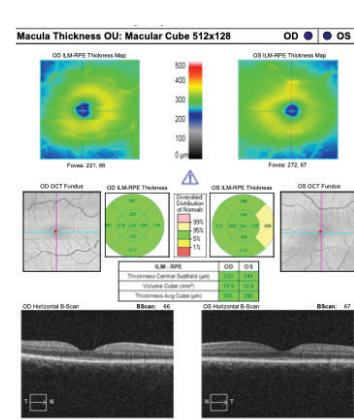 Macula Thickness OU: Macular Cube 512x128 OD OS
OD ILM-RPE Thickness Map OS ILM-RPE Thickness Map
500
400
300
200
100
0 µm
Fovea: 221, 66 Fovea: 272, 67
OD OCT Fundus OD ILM-RPE Thickness OS ILM-RPE Thickness OS OCT Fundus
Diversified
Distribution
of Normals
99%
95%
5%
1%
ILM - RPE OD OS
Thickness Central Subfield (µm)
Volume Cube (mm³)
Thickness Avg Cube (µm)
OD Horizontal B-Scan BScan: 66 OS Horizontal B-Scan BScan: 67
T N N T